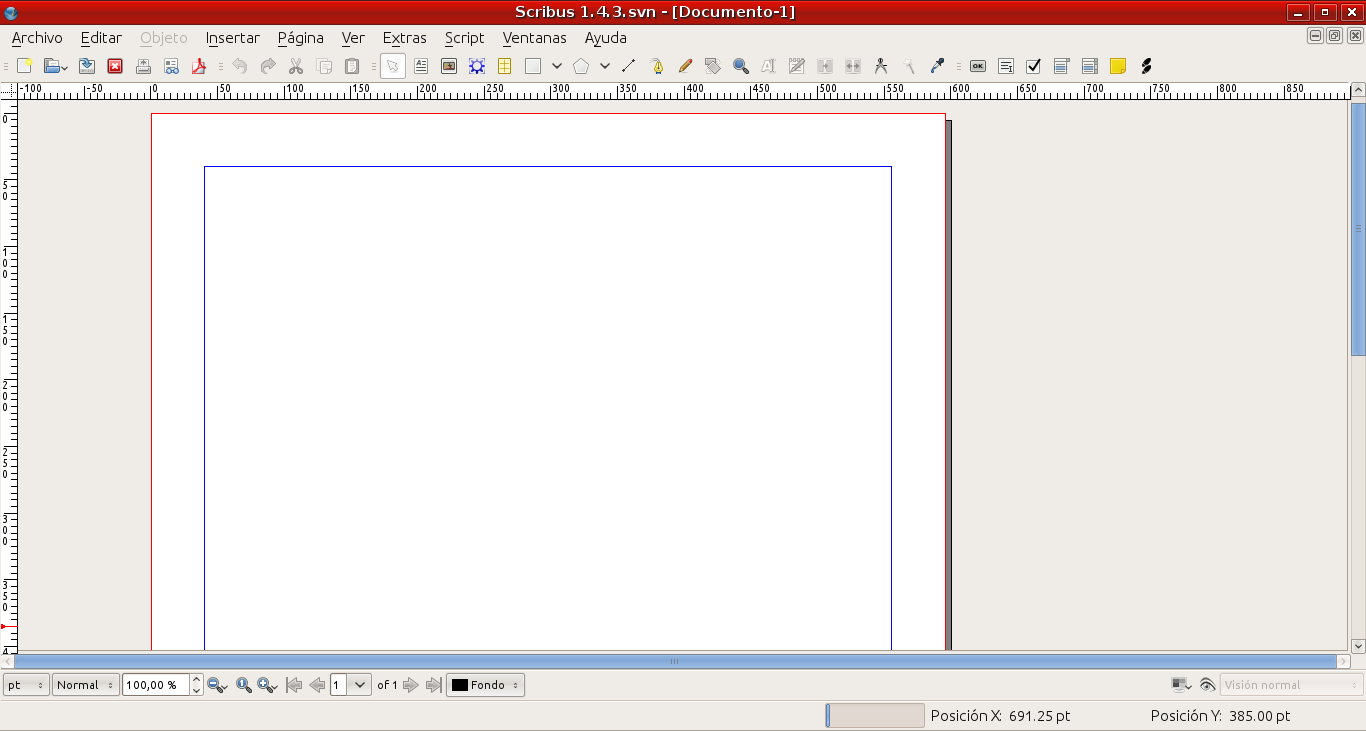 Scribus 1.4.3.svn - [Documento-1]
Archivo Editar Objeto Insertar Página Ver Extras Script Ventanas Ayuda
OK
-100 -50 0 50 100 150 200 250 300 350 400 450 500 550 600 650 700 750 800 850
0
50
100
150
200
250
300
350
4
pt Normal 100,00 % 1 1 of 1 Fondo Visión normal
Posición X: 691.25 pt Posición Y: 385.00 pt